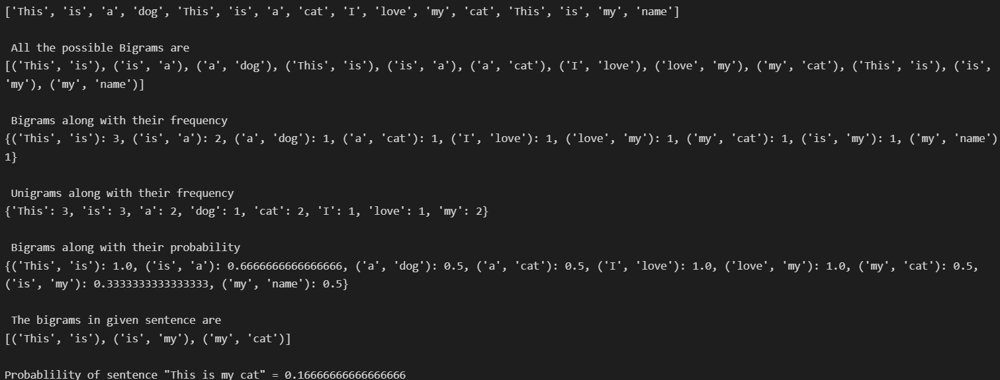 ['This', 'is', 'a', 'dog', 'This', 'is', 'a', 'cat', 'I', 'love', 'my', 'cat', 'This', 'is', 'my', 'name']
All the possible Bigrams are
[('This', 'is'), ('is', 'a'), ('a', 'dog'), ('This', 'is'), ('is', 'a'), ('a', 'cat'), ('I', 'love'), ('love', 'my'), ('my', 'cat'), ('This', 'is'), ('is',
'my'), ('my', 'name')]
Bigrams along with their frequency
{('This', 'is'): 3, ('is', 'a'): 2, ('a', 'dog'): 1, ('a', 'cat'): 1, ('I', 'love'): 1, ('love', 'my'): 1, ('my', 'cat'): 1, ('is', 'my'): 1, ('my', 'name')
1}
Unigrams along with their frequency
{'This': 3, 'is': 3, 'a': 2, 'dog': 1, 'cat': 2, 'I': 1, 'love': 1, 'my': 2}
Bigrams along with their probability
{('This', 'is'): 1.0, ('is', 'a'): 0.6666666666666666, ('a', 'dog'): 0.5, ('a', 'cat'): 0.5, ('I', 'love'): 1.0, ('love', 'my'): 1.0, ('my', 'cat'): 0.5,
('is', 'my'): 0.3333333333333333, ('my', 'name'): 0.5}
The bigrams in given sentence are
[('This', 'is'), ('is', 'my'), ('my', 'cat')]
Probablility of sentence "This is my cat" = 0.16666666666666666